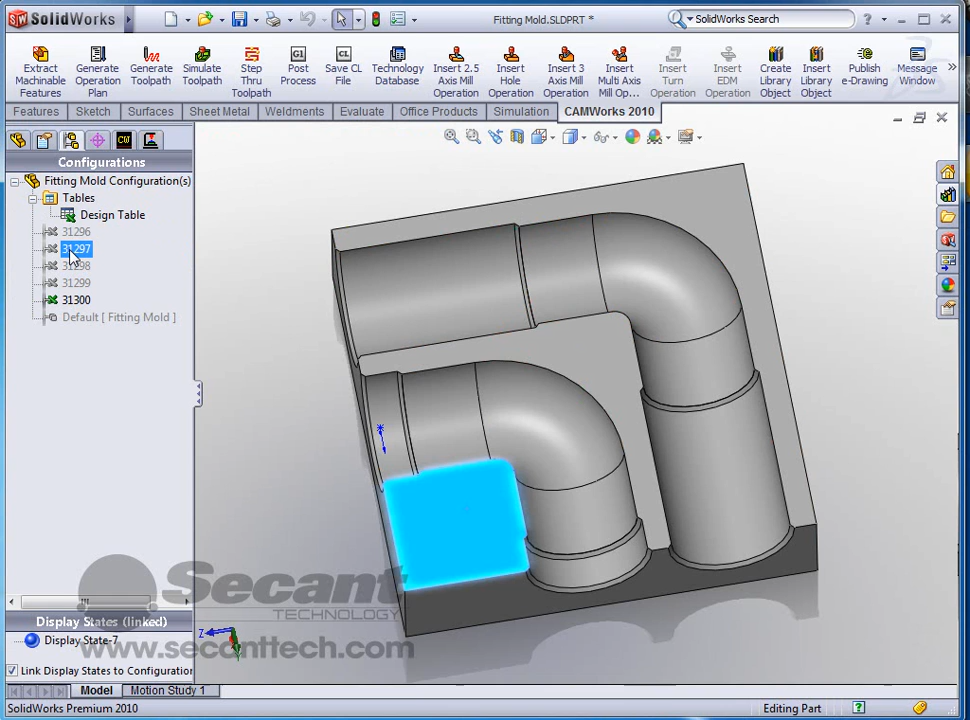 SolidWorks
Fitting Mold.SLDPRT *
SolidWorks Search
Extract Machinable Features
Generate Operation Plan
Generate Toolpath
Simulate Toolpath
Step Thru Toolpath
G1
Post Process
CL
Save CL File
Technology Database
Insert 2.5 Axis Mill Operation
Insert Hole Operation
Insert 3 Axis Mill Operation
Insert Multi Axis Mill Op...
Insert Turn Operation
Insert EDM Operation
Create Library Object
Insert Library Object
Publish e-Drawing
Message Window
Features
Sketch
Surfaces
Sheet Metal
Weldments
Evaluate
Office Products
Simulation
CAMWorks 2010
CW
Configurations
Fitting Mold Configuration(s)
Tables
Design Table
31296
31297
31298
31299
31300
Default [ Fitting Mold ]
Secant
TECHNOLOGY
www.secanttech.com
Z
Display States (linked)
Display State-7
Link Display States to Configuration
Model
Motion Study 1
SolidWorks Premium 2010
Editing Part